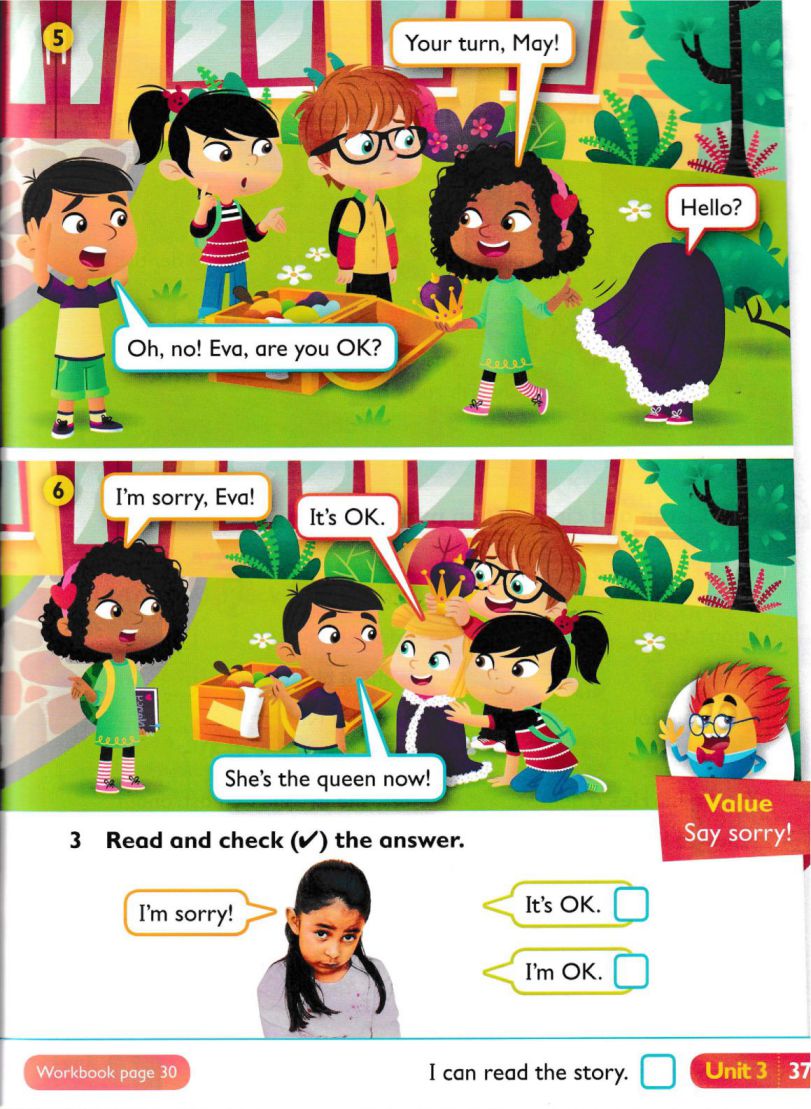 5
Your turn, May!
Hello?
Oh, no! Eva, are you OK?
6
I'm sorry, Eva!
It's OK.
She's the queen now!
Value
Say sorry!
3 Read and check (✔) the answer.
I'm sorry!
It's OK.
I'm OK.
Workbook page 30
I can read the story.
Unit 3 37